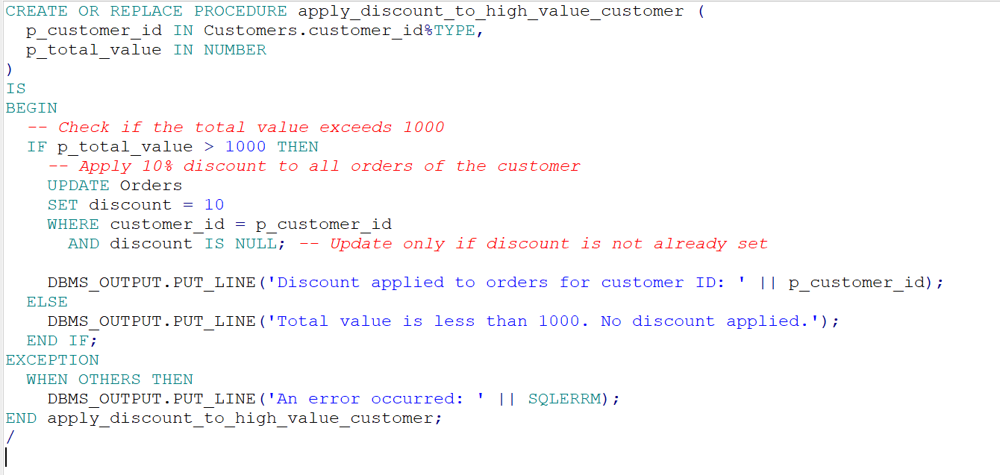 CREATE OR REPLACE PROCEDURE apply_discount_to_high_value_customer (
  p_customer_id IN Customers.customer_id%TYPE,
  p_total_value IN NUMBER
)
IS
BEGIN
  -- Check if the total value exceeds 1000
  IF p_total_value > 1000 THEN
    -- Apply 10% discount to all orders of the customer
    UPDATE Orders
    SET discount = 10
    WHERE customer_id = p_customer_id
      AND discount IS NULL; -- Update only if discount is not already set

    DBMS_OUTPUT.PUT_LINE('Discount applied to orders for customer ID: ' || p_customer_id);
  ELSE
    DBMS_OUTPUT.PUT_LINE('Total value is less than 1000. No discount applied.');
  END IF;
EXCEPTION
  WHEN OTHERS THEN
    DBMS_OUTPUT.PUT_LINE('An error occurred: ' || SQLERRM);
END apply_discount_to_high_value_customer;
/